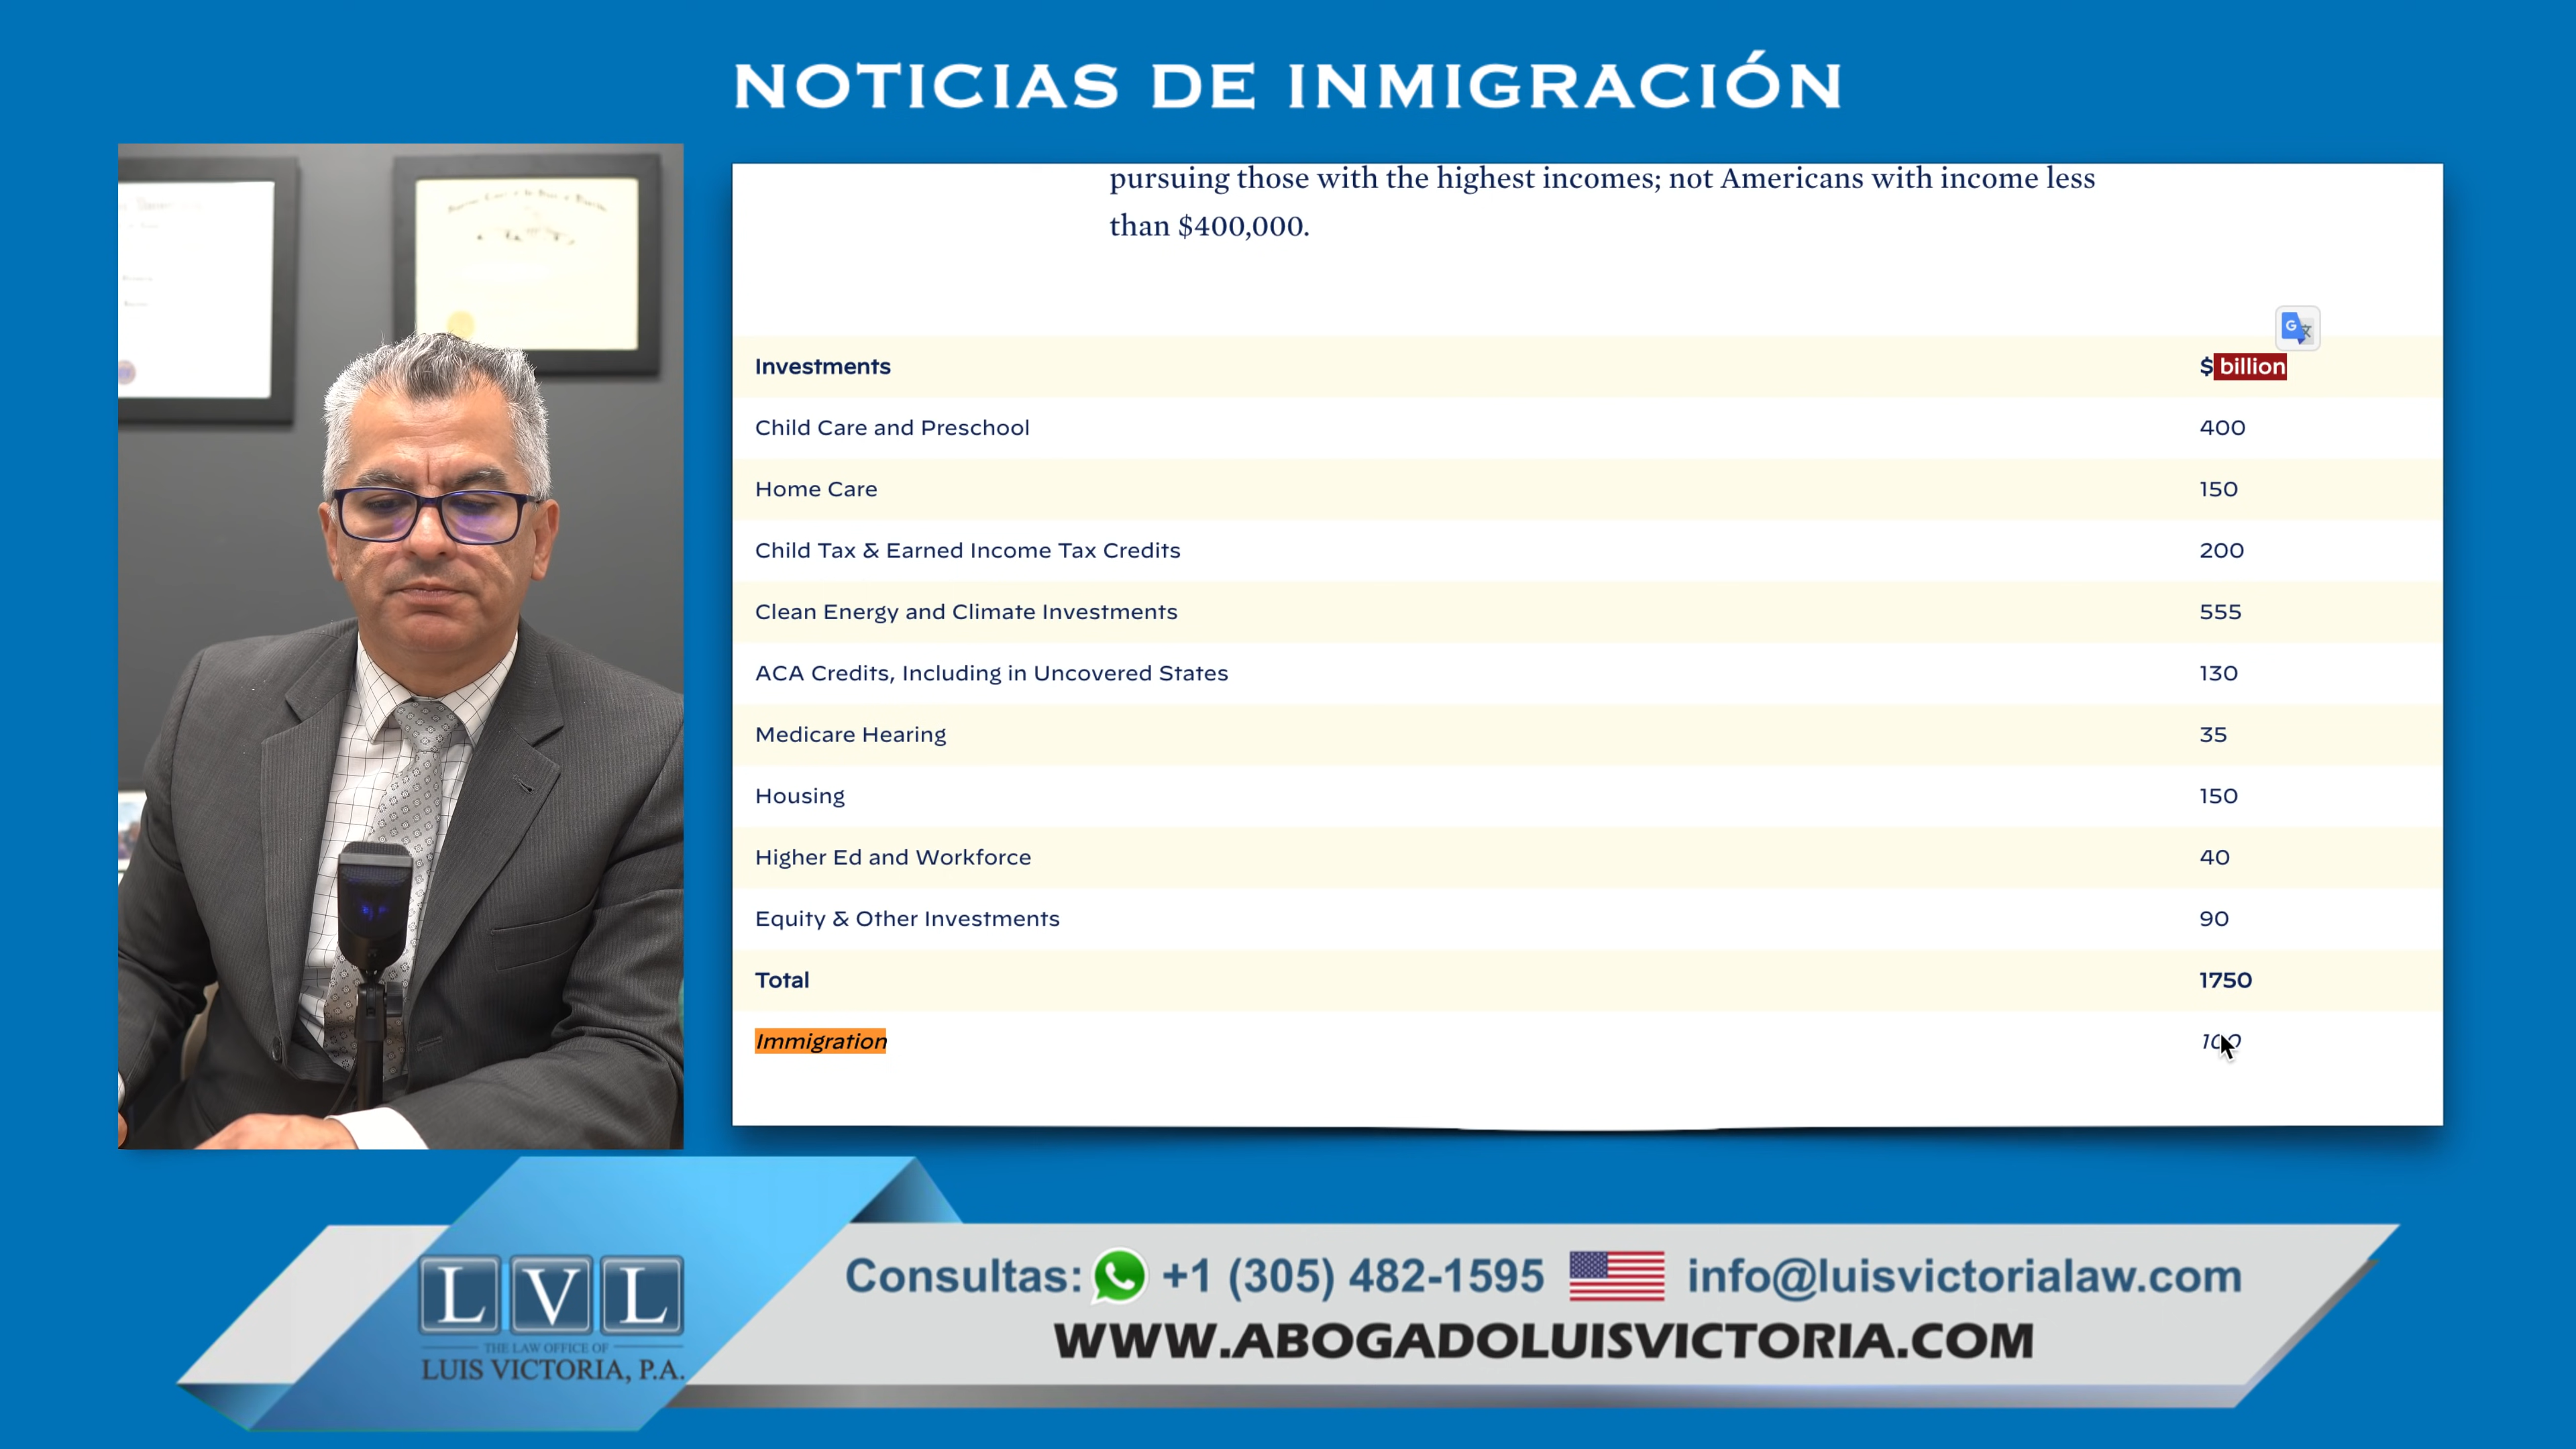 NOTICIAS DE INMIGRACIÓN
pursuing those with the highest incomes; not Americans with income less
than $400,000.
Investments $ billion
Child Care and Preschool 400
Home Care 150
Child Tax & Earned Income Tax Credits 200
Clean Energy and Climate Investments 555
ACA Credits, Including in Uncovered States 130
Medicare Hearing 35
Housing 150
Higher Ed and Workforce 40
Equity & Other Investments 90
Total 1750
Immigration 100
LVL
THE LAW OFFICE OF
LUIS VICTORIA, P.A.
Consultas: +1 (305) 482-1595 info@luisvictorialaw.com
WWW.ABOGADOLUISVICTORIA.COM